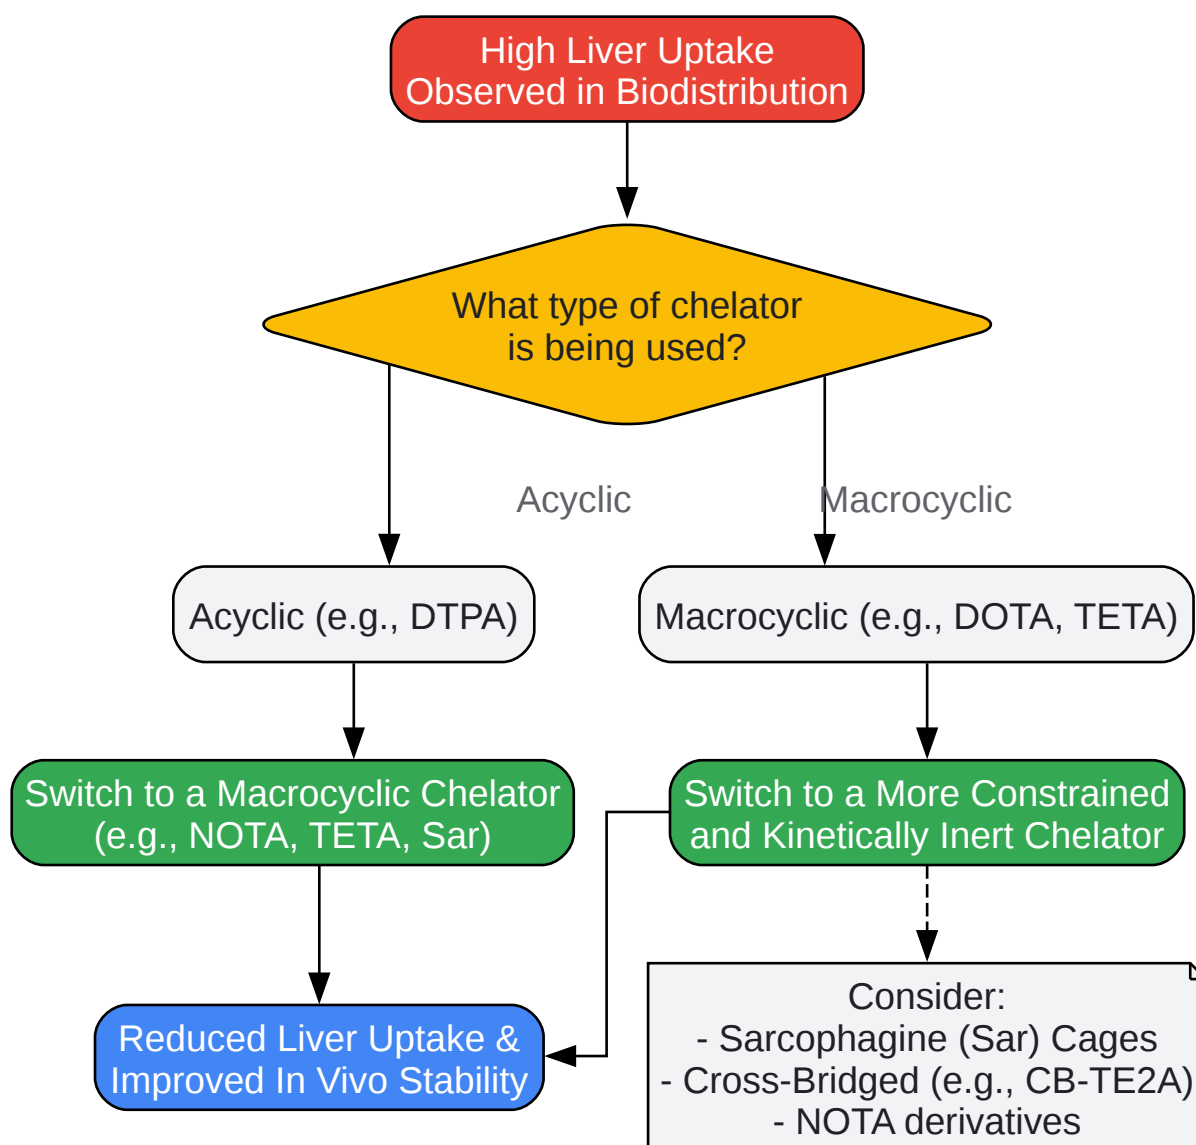 High Liver Uptake
Observed in Biodistribution
What type of chelator
is being used?
Acyclic
Macrocyclic
Acyclic (e.g., DTPA)
Macrocyclic (e.g., DOTA, TETA)
Switch to a Macrocyclic Chelator
(e.g., NOTA, TETA, Sar)
Switch to a More Constrained
and Kinetically Inert Chelator
Reduced Liver Uptake &
Improved In Vivo Stability
Consider:
- Sarcophagine (Sar) Cages
- Cross-Bridged (e.g., CB-TE2A)
- NOTA derivatives